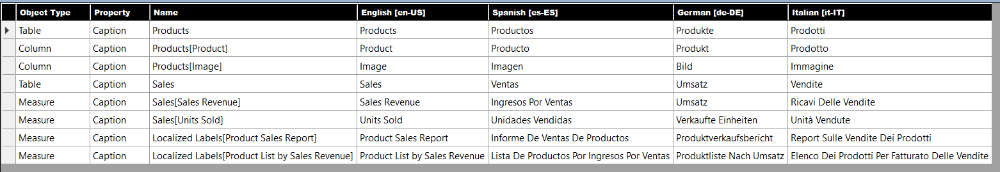 Object Type Property Name English [en-US] Spanish [es-ES] German [de-DE] Italian [it-IT]
Table Caption Products Products Productos Produkte Prodotti
Column Caption Products[Product] Product Producto Produkt Prodotto
Column Caption Products[Image] Image Imagen Bild Immagine
Table Caption Sales Sales Ventas Umsatz Vendite
Measure Caption Sales[Sales Revenue] Sales Revenue Ingresos Por Ventas Umsatz Ricavi Delle Vendite
Measure Caption Sales[Units Sold] Units Sold Unidades Vendidas Verkaufte Einheiten Unità Vendute
Measure Caption Localized Labels[Product Sales Report] Product Sales Report Informe De Ventas De Productos Produktverkaufsbericht Report Sulle Vendite Dei Prodotti
Measure Caption Localized Labels[Product List by Sales Revenue] Product List by Sales Revenue Lista De Productos Por Ingresos Por Ventas Produktliste Nach Umsatz Elenco Dei Prodotti Per Fatturato Delle Vendite